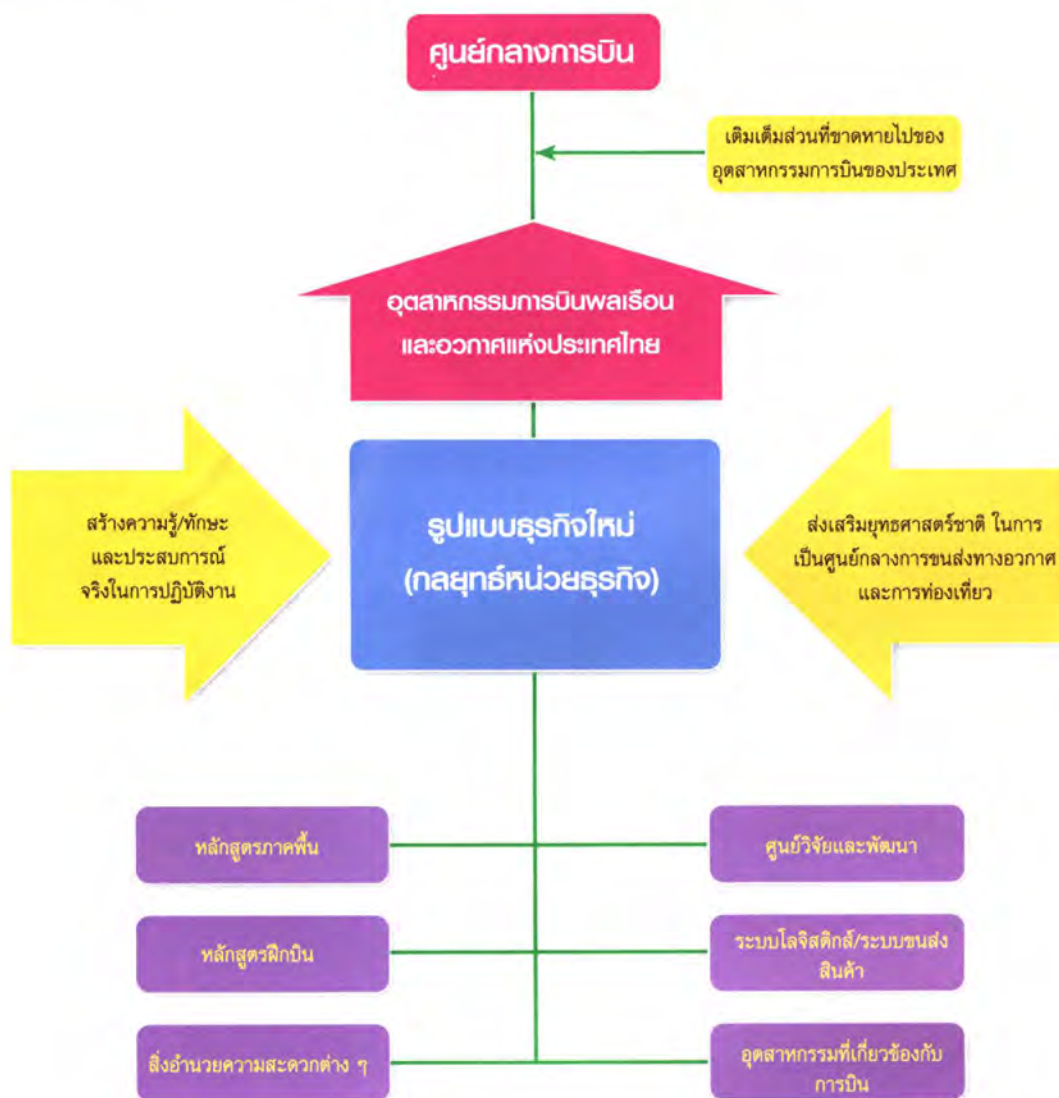 ศูนย์กลางการบิน
เติมเต็มส่วนที่ขาดหายไปของ
อุตสาหกรรมการบินของประเทศ
อุตสาหกรรมการบินพลเรือน
และอวกาศแห่งประเทศไทย
สร้างความรู้/ทักษะ
และประสบการณ์
จริงในการปฏิบัติงาน
รูปแบบธุรกิจใหม่
(กลยุทธ์หน่วยธุรกิจ)
ส่งเสริมยุทธศาสตร์ชาติ ในการ
เป็นศูนย์กลางการขนส่งทางอวกาศ
และการท่องเที่ยว
หลักสูตรภาคพื้น
ศูนย์วิจัยและพัฒนา
หลักสูตรฝึกบิน
ระบบโลจิสติกส์/ระบบขนส่ง
สินค้า
สิ่งอำนวยความสะดวกต่าง ๆ
อุตสาหกรรมที่เกี่ยวข้องกับ
การบิน